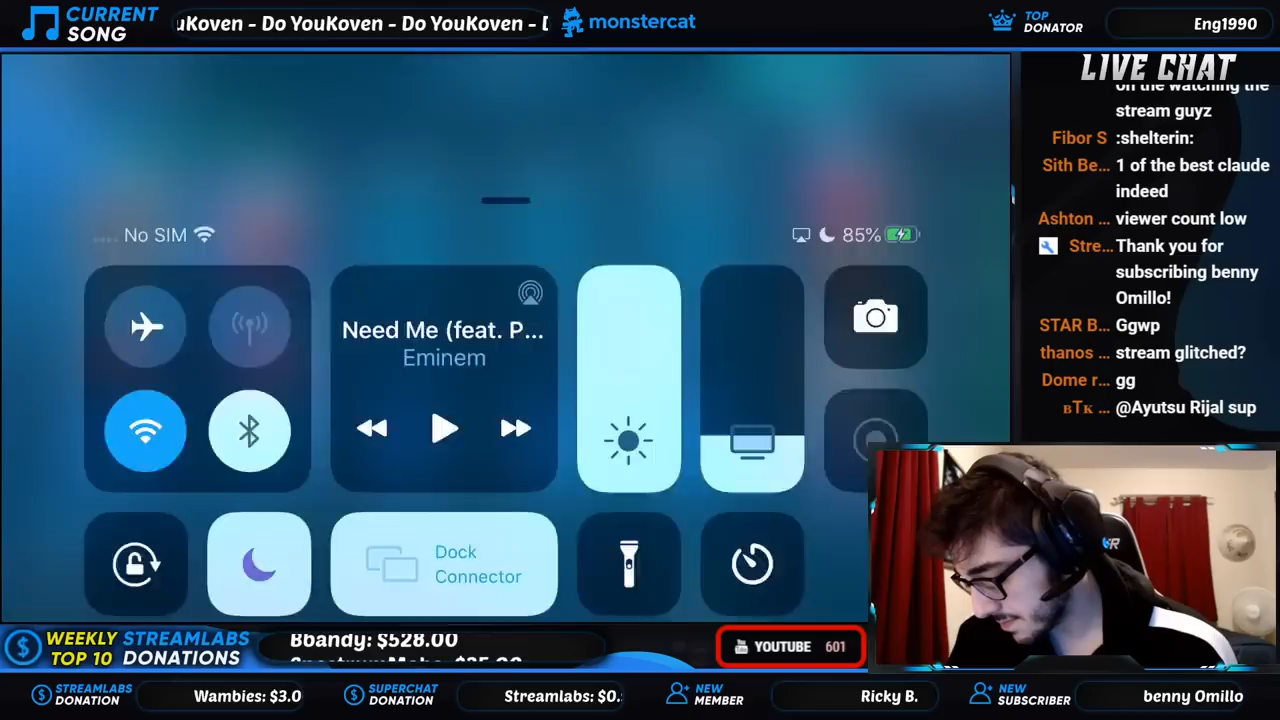 CURRENT
SONG
uKoven - Do YouKoven - Do YouKoven - D
monstercat
TOP
DONATOR
Eng1990
LIVE CHAT
on the watching the
stream guyz
Fibor S :shelterin:
Sith Be... 1 of the best claude
indeed
Ashton ... viewer count low
Stre... Thank you for
subscribing benny
Omillo!
STAR B... Ggwp
thanos ... stream glitched?
Dome r... gg
вTк ... @Ayutsu Rijal sup
No SIM
85%
Need Me (feat. P...
Eminem
Dock
Connector
WEEKLY STREAMLABS
TOP 10 DONATIONS
Bbandy: $528.00
YOUTUBE 601
STREAMLABS
DONATION
Wambies: $3.0
SUPERCHAT
DONATION
Streamlabs: $0.
NEW
MEMBER
Ricky B.
NEW
SUBSCRIBER
benny Omillo